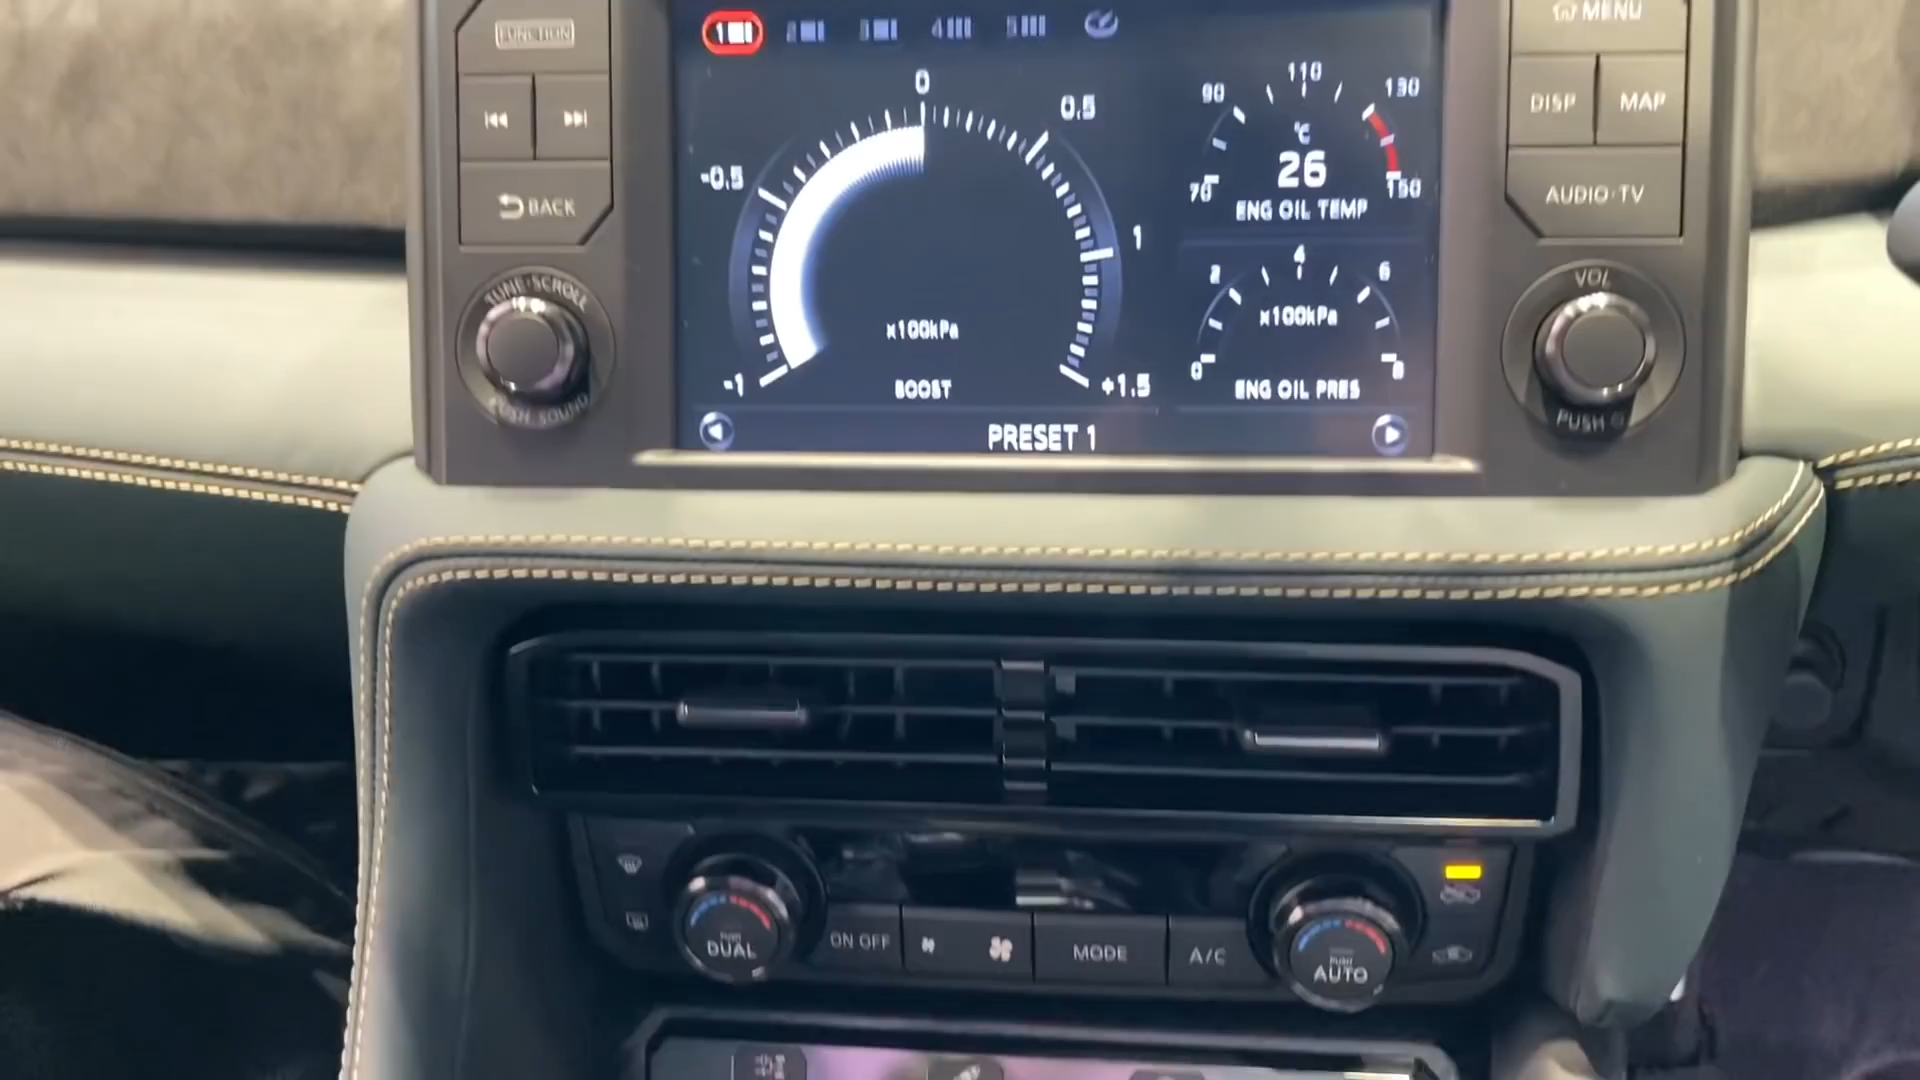 FUNCTION
BACK
TUNE·SCROLL
PUSH SOUND
1
2
3
4
5
-1
-0.5
0
0.5
1
+1.5
x100kPa
BOOST
70
90
110
130
150
°C
26
ENG OIL TEMP
0
2
4
6
8
x100kPa
ENG OIL PRES
PRESET 1
MENU
DISP
MAP
AUDIO·TV
VOL
PUSH
PUSH
DUAL
ON OFF
MODE
A/C
PUSH
AUTO